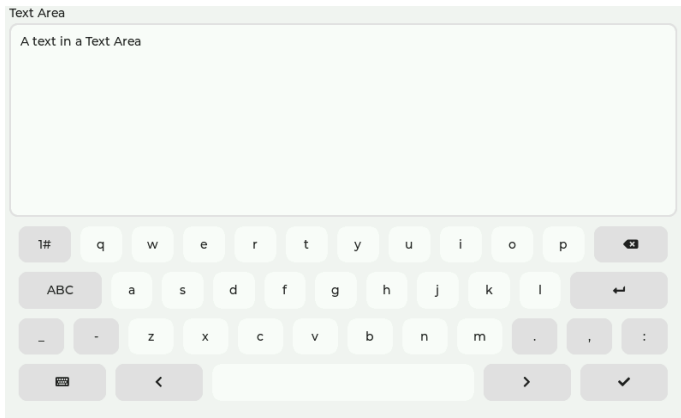 Text Area
A text in a Text Area
1# q w e r t y u i o p
ABC a s d f g h j k l
_ - z x c v b n m . , :